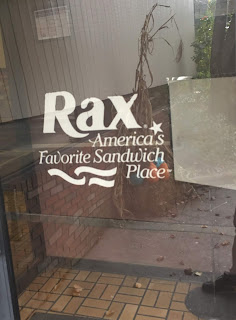 Rax
America's
Favorite Sandwich
Place